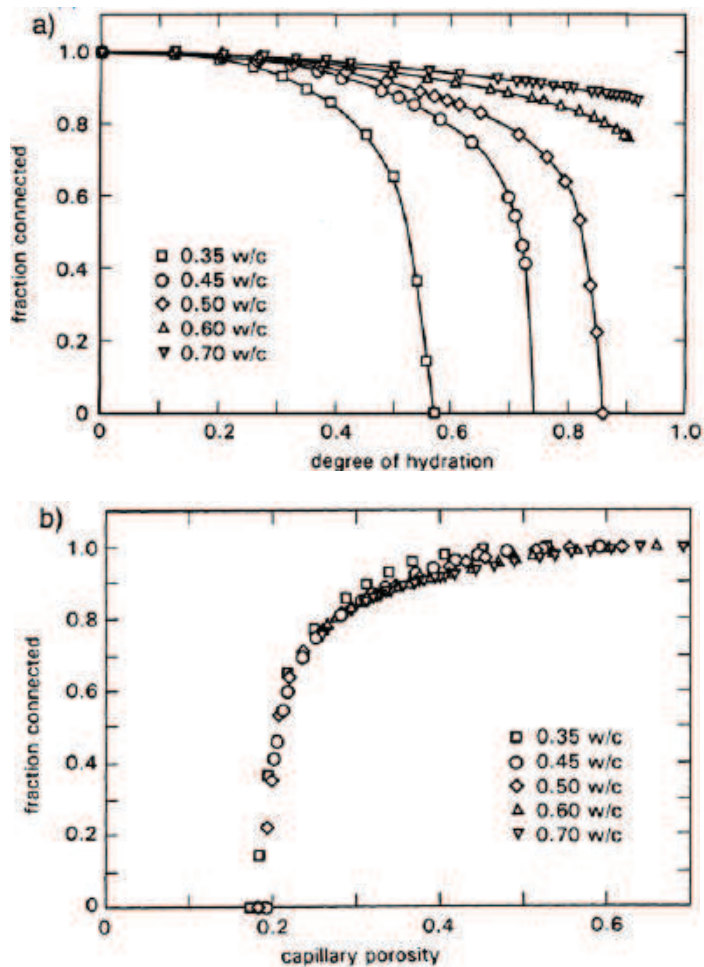 a)
1.0
0.8
0.6
0.4
0.2
0
fraction connected
□ 0.35 w/c
○ 0.45 w/c
◇ 0.50 w/c
△ 0.60 w/c
▽ 0.70 w/c
0 0.2 0.4 0.6 0.8 1.0
degree of hydration
b)
1.0
0.8
0.6
0.4
0.2
0
fraction connected
□ 0.35 w/c
○ 0.45 w/c
◇ 0.50 w/c
△ 0.60 w/c
▽ 0.70 w/c
0 0.2 0.4 0.6
capillary porosity